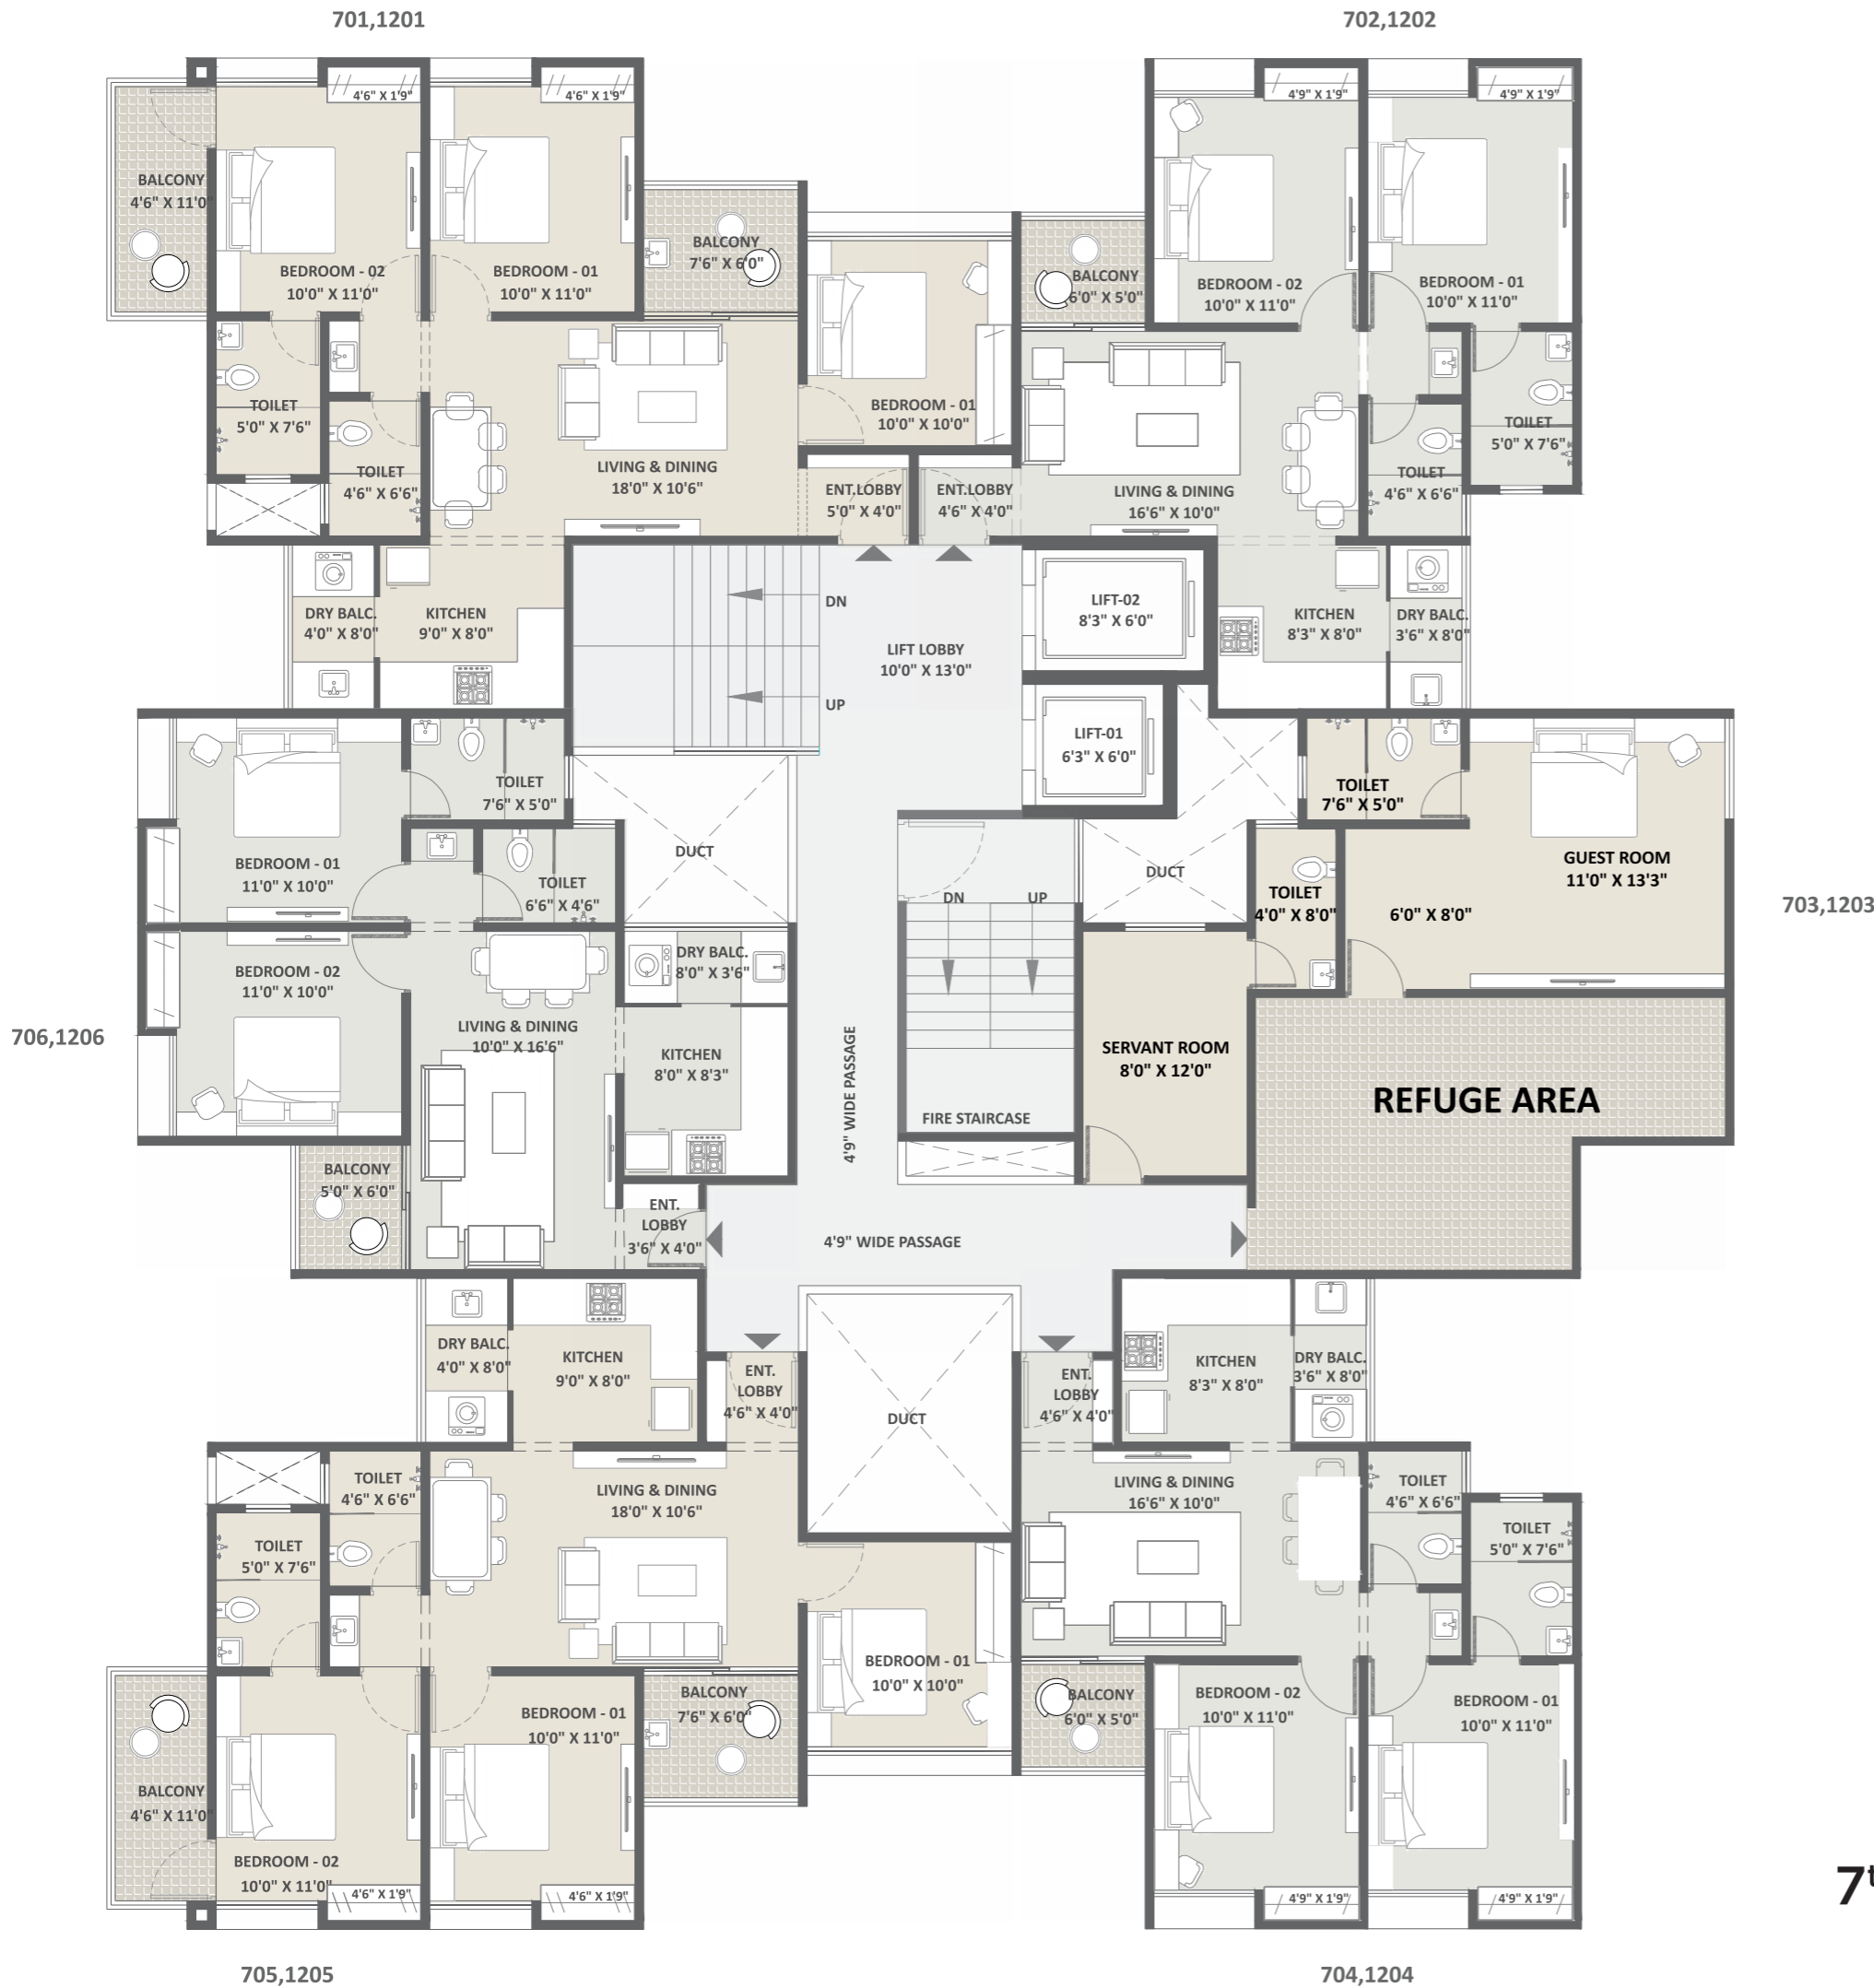 701,1201
702,1202
4'6" X 1'9"
4'6" X 1'9"
BALCONY
4'6" X 11'0"
BEDROOM - 02
10'0" X 11'0"
BEDROOM - 01
10'0" X 11'0"
BALCONY
7'6" X 6'0"
BEDROOM - 01
10'0" X 10'0"
TOILET
5'0" X 7'6"
TOILET
4'6" X 6'6"
LIVING & DINING
18'0" X 10'6"
ENT.LOBBY
5'0" X 4'0"
DRY BALC.
4'0" X 8'0"
KITCHEN
9'0" X 8'0"
4'9" X 1'9"
4'9" X 1'9"
BALCONY
6'0" X 5'0"
BEDROOM - 02
10'0" X 11'0"
BEDROOM - 01
10'0" X 11'0"
ENT.LOBBY
4'6" X 4'0"
LIVING & DINING
16'6" X 10'0"
TOILET
4'6" X 6'6"
TOILET
5'0" X 7'6"
KITCHEN
8'3" X 8'0"
DRY BALC.
3'6" X 8'0"
DN
UP
LIFT LOBBY
10'0" X 13'0"
LIFT-02
8'3" X 6'0"
LIFT-01
6'3" X 6'0"
TOILET
7'6" X 5'0"
BEDROOM - 01
11'0" X 10'0"
TOILET
6'6" X 4'6"
DUCT
BEDROOM - 02
11'0" X 10'0"
DRY BALC.
8'0" X 3'6"
706,1206
LIVING & DINING
10'0" X 16'6"
KITCHEN
8'0" X 8'3"
BALCONY
5'0" X 6'0"
ENT.
LOBBY
3'6" X 4'0"
4'9" WIDE PASSAGE
4'9" WIDE PASSAGE
DN
UP
FIRE STAIRCASE
DUCT
TOILET
7'6" X 5'0"
TOILET
4'0" X 8'0"
GUEST ROOM
11'0" X 13'3"
6'0" X 8'0"
703,1203
SERVANT ROOM
8'0" X 12'0"
REFUGE AREA
DRY BALC.
4'0" X 8'0"
KITCHEN
9'0" X 8'0"
ENT.
LOBBY
4'6" X 4'0"
DUCT
ENT.
LOBBY
4'6" X 4'0"
KITCHEN
8'3" X 8'0"
DRY BALC.
3'6" X 8'0"
TOILET
4'6" X 6'6"
TOILET
5'0" X 7'6"
LIVING & DINING
18'0" X 10'6"
BEDROOM - 01
10'0" X 10'0"
BALCONY
7'6" X 6'0"
BEDROOM - 01
10'0" X 11'0"
BALCONY
4'6" X 11'0"
BEDROOM - 02
10'0" X 11'0"
4'6" X 1'9"
4'6" X 1'9"
LIVING & DINING
16'6" X 10'0"
TOILET
4'6" X 6'6"
TOILET
5'0" X 7'6"
BALCONY
6'0" X 5'0"
BEDROOM - 02
10'0" X 11'0"
BEDROOM - 01
10'0" X 11'0"
4'9" X 1'9"
4'9" X 1'9"
705,1205
704,1204